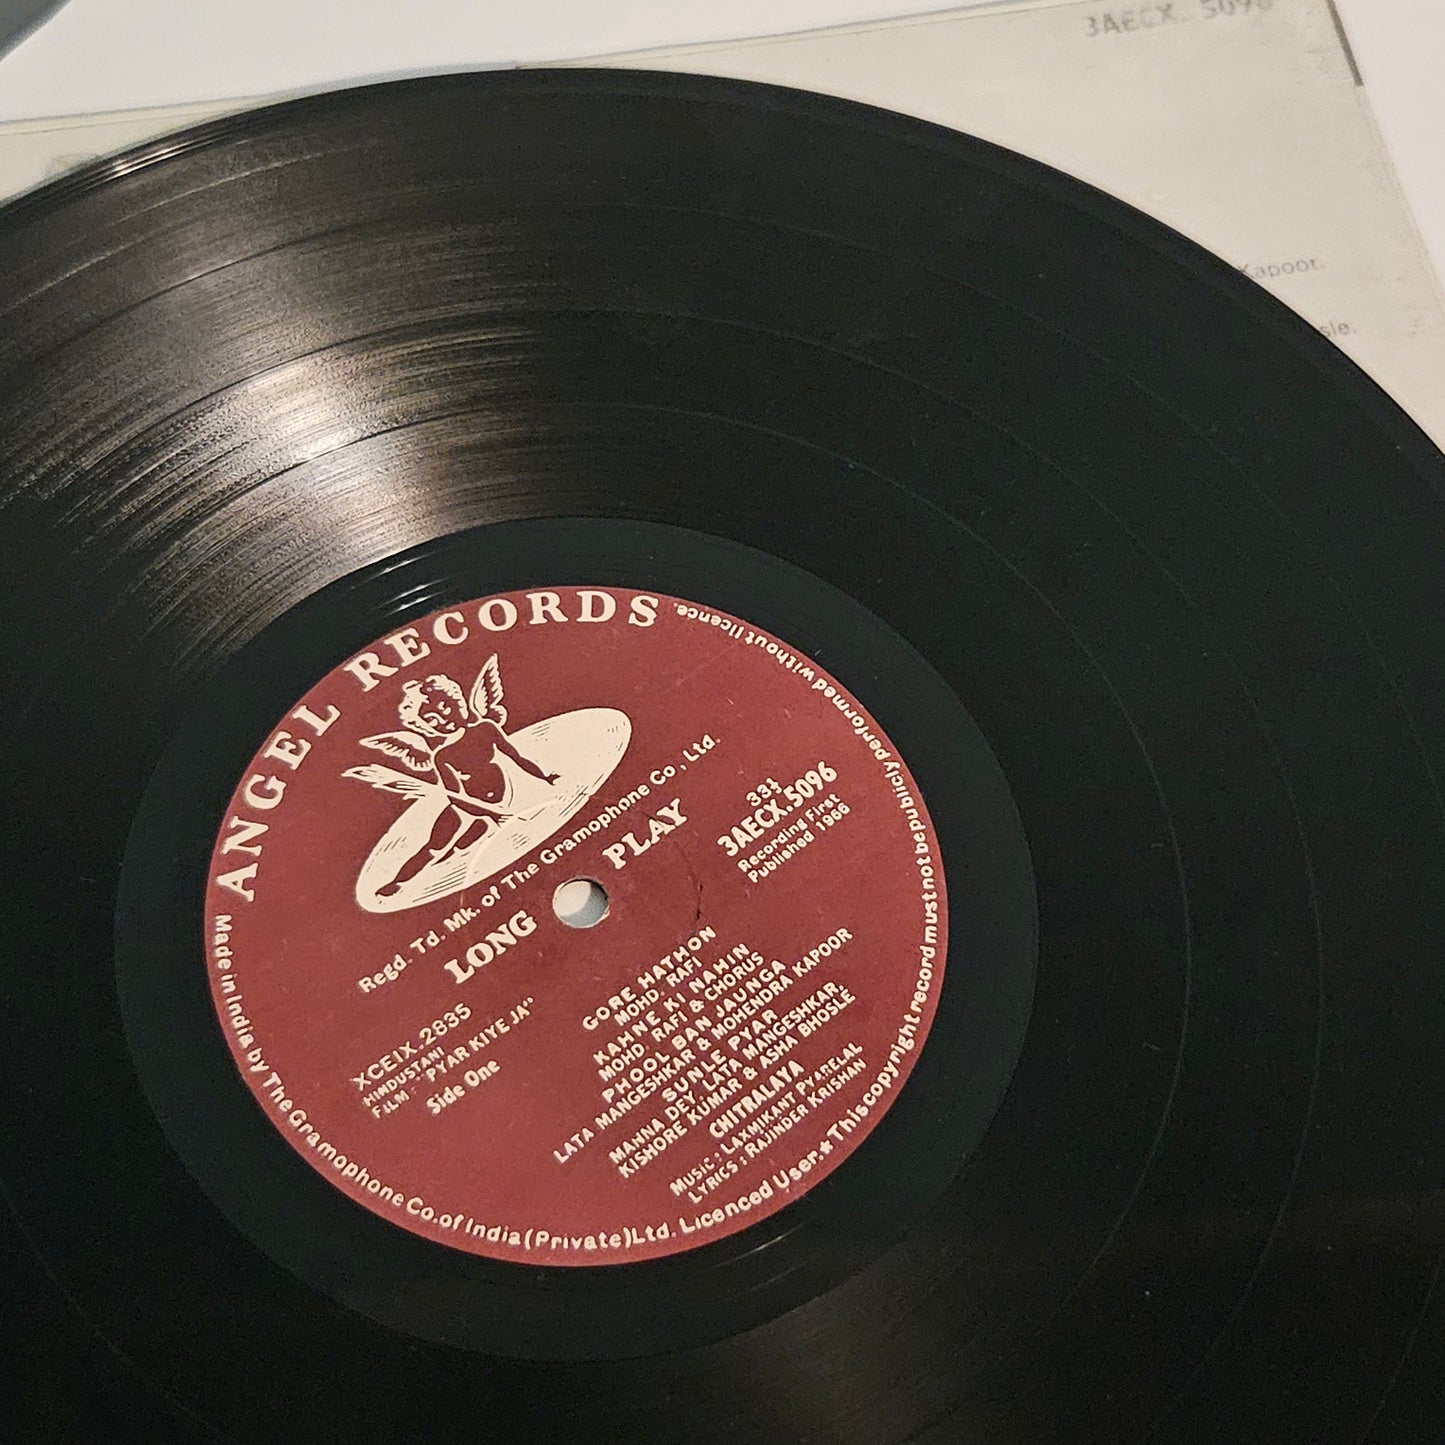 3AECX. 5096
Kapoor.
sle.
ANGEL RECORDS
Regd. Td. Mk. of The Gramophone Co., Ltd.
LONG PLAY
33⅓
3AECX.5096
Recording First
Published 1966
XCEIX.2835
HINDUSTANI
FILM: "PYAR KIYE JA"
Side One
GORE HATHON
MOHD. RAFI
KAHNE KI NAHIN
MOHD. RAFI & CHORUS
PHOOL BAN JAUNGA
LATA MANGESHKAR & MOHENDRA KAPOOR
SUNLE PYAR
MANNA DEY, LATA MANGESHKAR,
KISHORE KUMAR & ASHA BHOSLE
CHITRALAYA
MUSIC: LAXMIKANT PYARELAL
LYRICS: RAJINDER KRISHAN
Made in India by The Gramophone Co. of India (Private) Ltd. Licenced User.★This copyright record must not be publicly performed without licence.